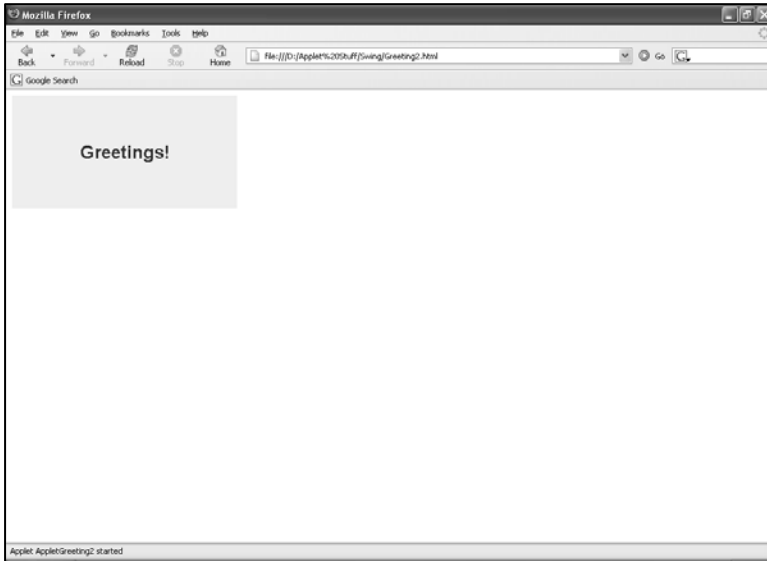 Mozilla Firefox
File Edit View Go Bookmarks Tools Help
Back Forward Reload Stop Home file:///D:/Applet%20Stuff/Swing/Greeting2.html Go G
G Google Search
Greetings!
Applet AppletGreeting2 started